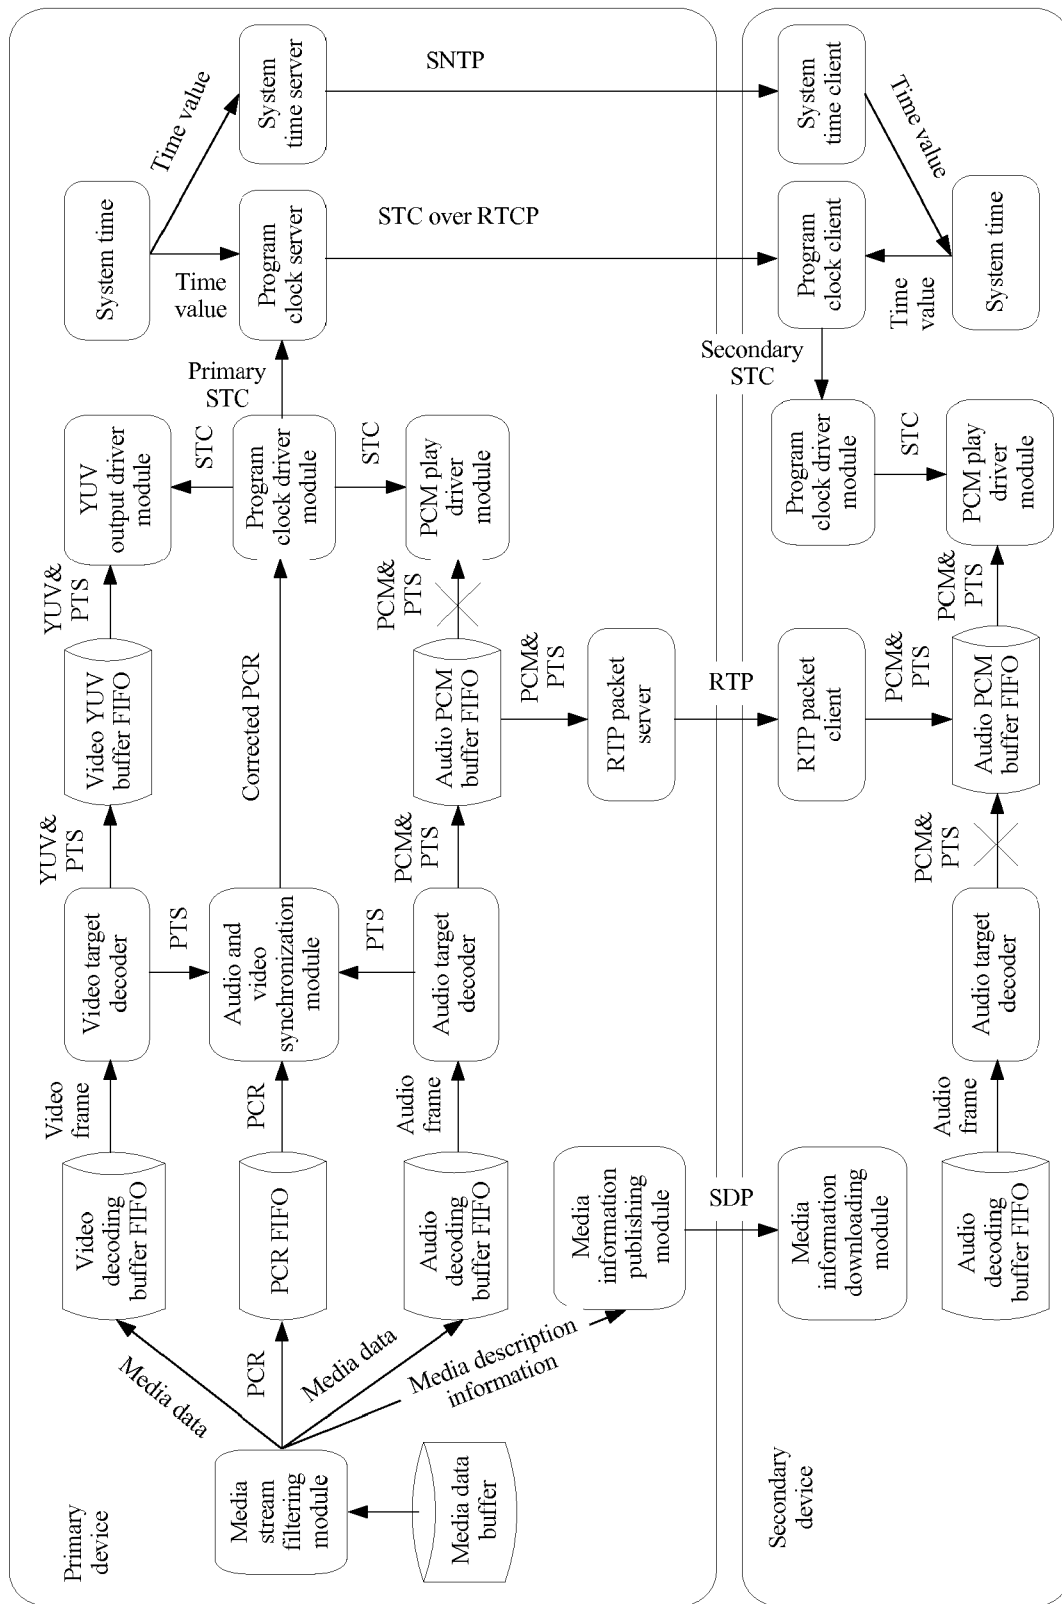 Primary
device
Media
stream
filtering
module
Media data
buffer
Media data
PCR
Media data
Media description
information
Video
decoding
buffer FIFO
PCR FIFO
Audio
decoding
buffer FIFO
Media
information
publishing
module
Video
frame
PCR
Audio
frame
Video target
decoder
PTS
Audio and
video
synchronization
module
PTS
Audio target
decoder
YUV&
PTS
Corrected PCR
PCM&
PTS
Video YUV
buffer FIFO
Audio PCM
buffer FIFO
PCM&
PTS
RTP packet
server
YUV&
PTS
PCM&
PTS
YUV
output driver
module
STC
Program
clock driver
module
STC
PCM play
driver
module
Primary
STC
System time
Time value
Time
value
System
time server
Program
clock server
SNTP
STC over RTCP
RTP
SDP
Secondary
device
Media
information
downloading
module
Audio
decoding
buffer FIFO
Audio
frame
Audio target
decoder
PCM&
PTS
RTP packet
client
PCM&
PTS
Audio PCM
buffer FIFO
PCM&
PTS
Program
clock driver
module
STC
PCM play
driver
module
Secondary
STC
System
time client
Program
clock client
Time value
Time
value
System time